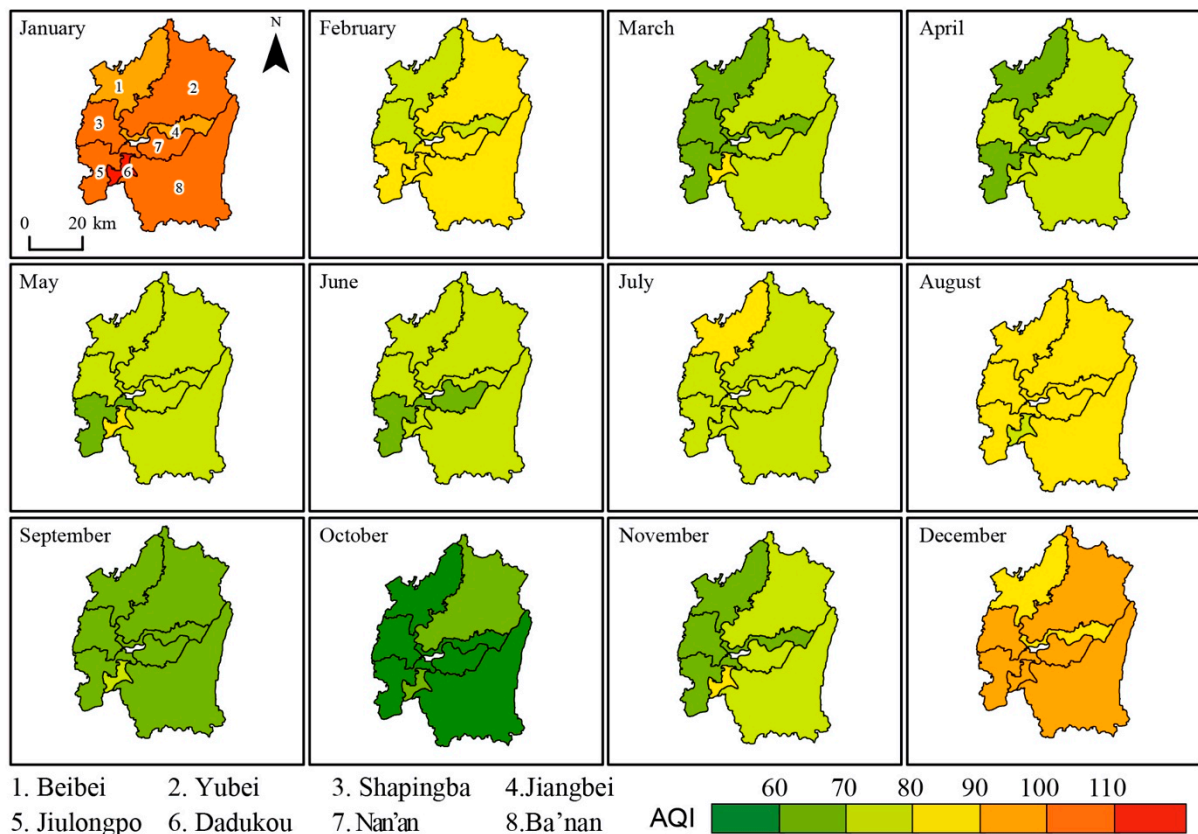 January
N
February
March
April
1
2
3
4
7
5
6
8
0 20 km
May
June
July
August
September
October
November
December
1. Beibei 2. Yubei 3. Shapingba 4.Jiangbei
5. Jiulongpo 6. Dadukou 7. Nan'an 8.Ba’nan
AQI 60 70 80 90 100 110